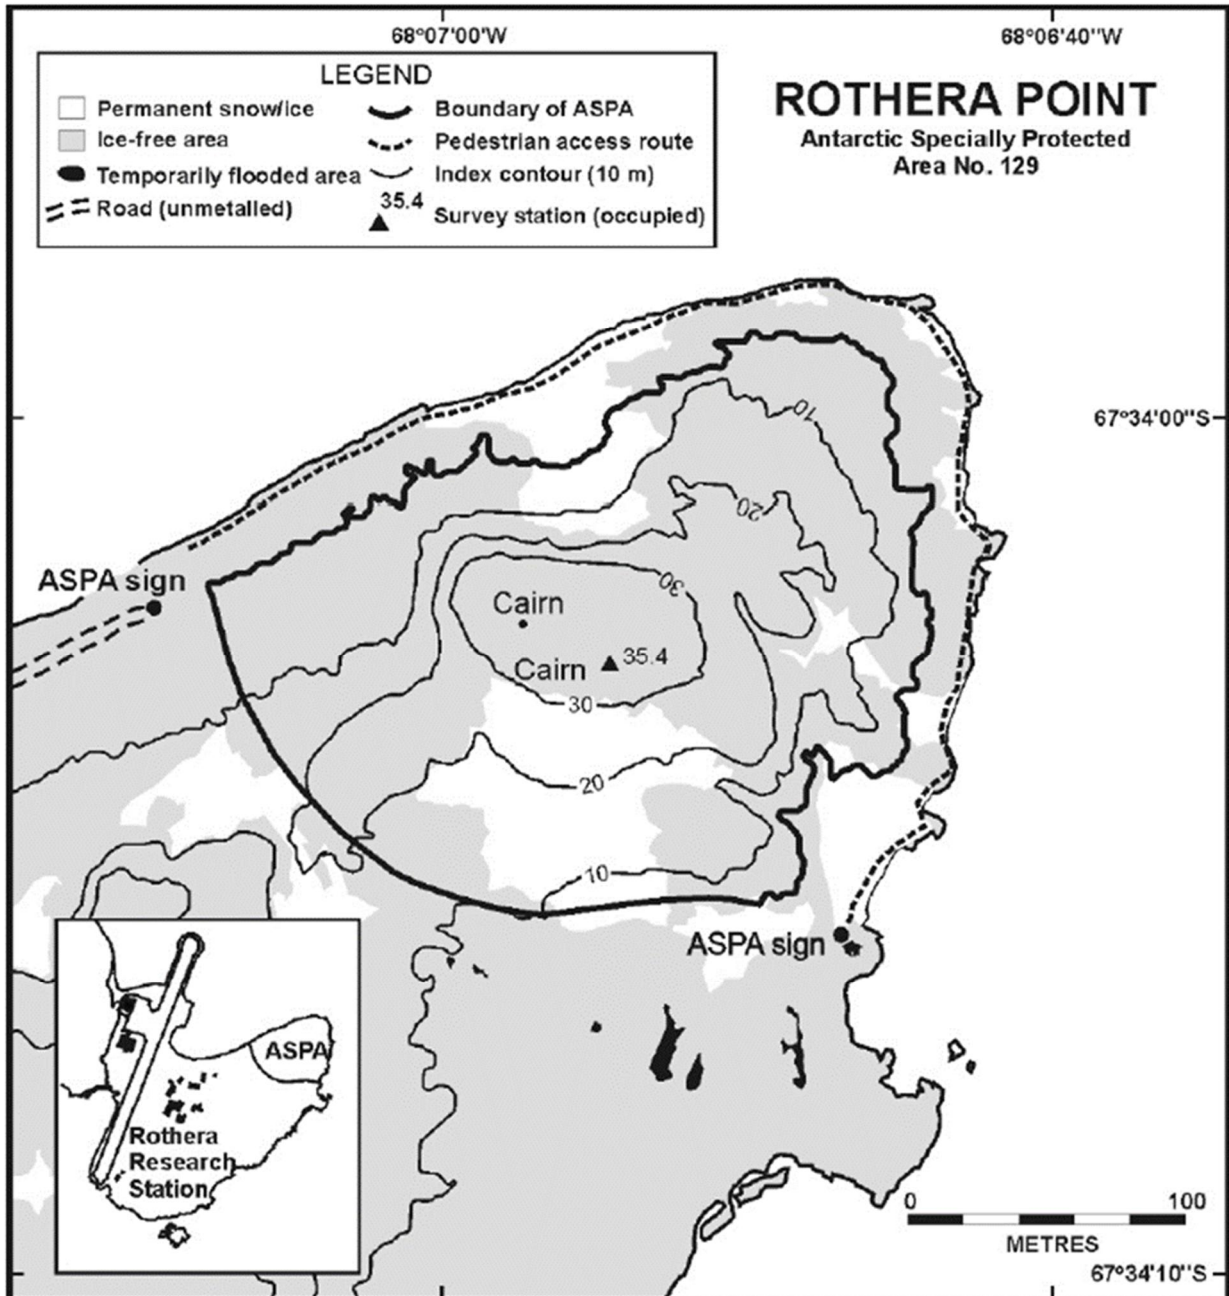 68°07'00"W
68°06'40"W
LEGEND
Permanent snow/ice
Boundary of ASPA
Ice-free area
Pedestrian access route
Temporarily flooded area
Index contour (10 m)
Road (unmetalled)
35.4
Survey station (occupied)
ROTHERA POINT
Antarctic Specially Protected
Area No. 129
67°34'00"S
10
20
30
ASPA sign
Cairn
Cairn
35.4
30
20
10
ASPA sign
ASPA
Rothera
Research
Station
0
100
METRES
67°34'10"S